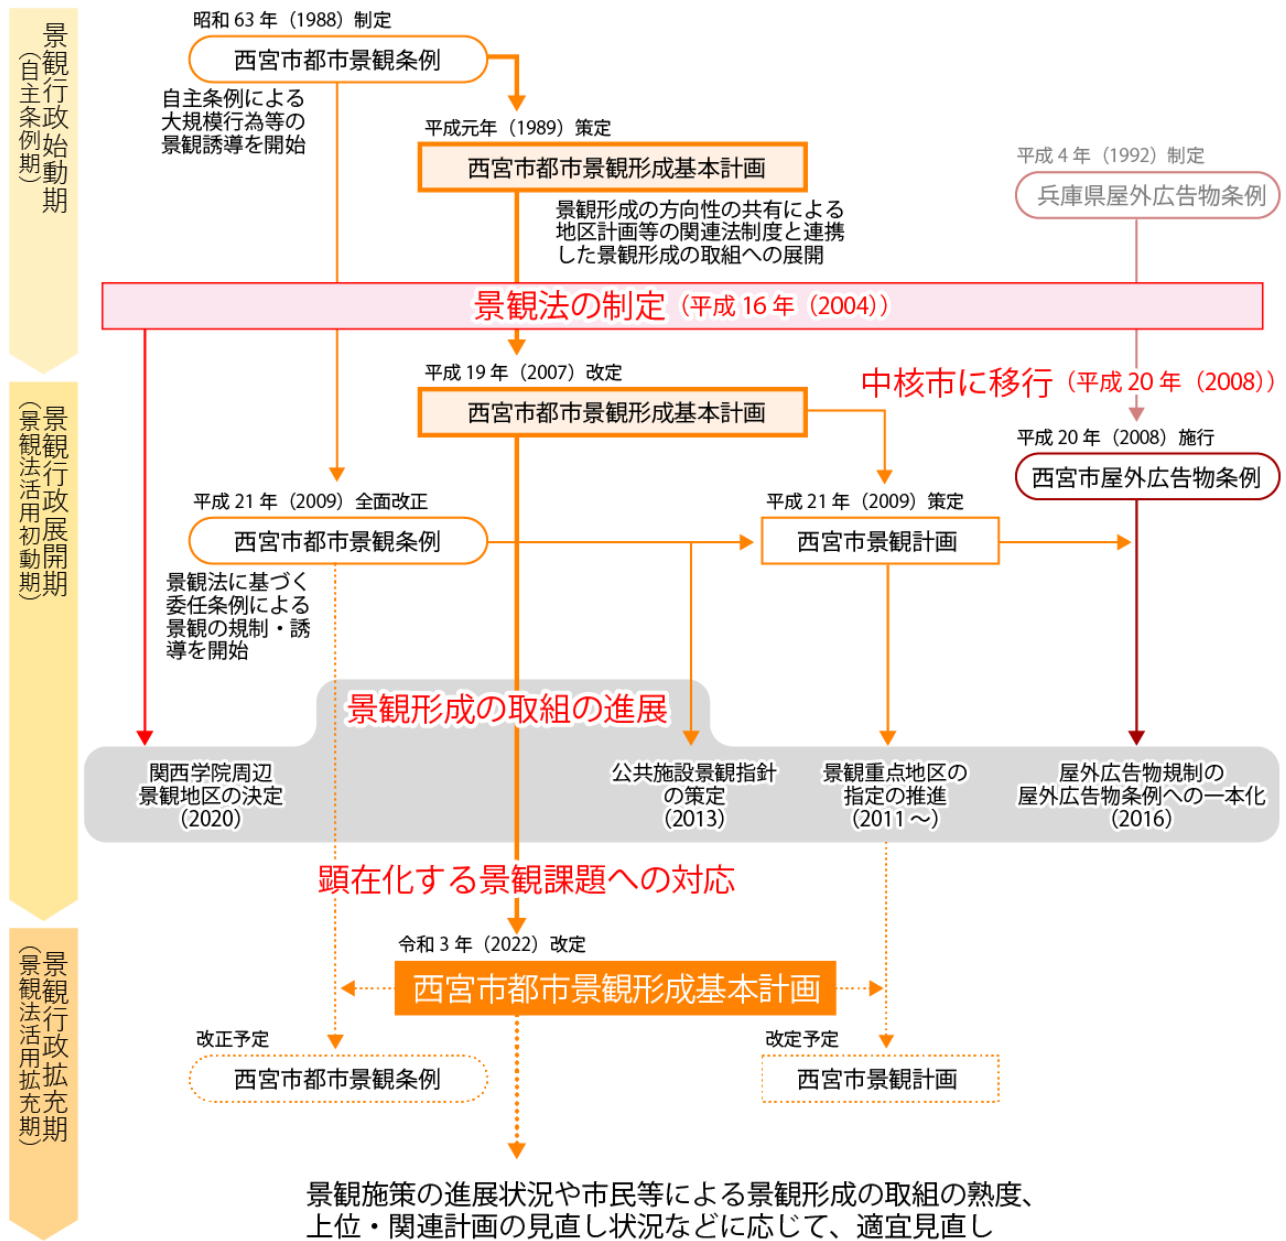 景観行政始動期
（自主条例期）
昭和 63 年（1988）制定
西宮市都市景観条例
自主条例による
大規模行為等の
景観誘導を開始
平成元年（1989）策定
西宮市都市景観形成基本計画
景観形成の方向性の共有による
地区計画等の関連法制度と連携
した景観形成の取組への展開
平成 4 年（1992）制定
兵庫県屋外広告物条例
景観法の制定（平成 16 年（2004））
景観行政展開期
（景観法活用初動期）
平成 19 年（2007）改定
西宮市都市景観形成基本計画
中核市に移行（平成 20 年（2008））
平成 20 年（2008）施行
西宮市屋外広告物条例
平成 21 年（2009）全面改正
西宮市都市景観条例
景観法に基づく
委任条例による
景観の規制・誘
導を開始
平成 21 年（2009）策定
西宮市景観計画
景観形成の取組の進展
関西学院周辺
景観地区の決定
（2020）
公共施設景観指針
の策定
（2013）
景観重点地区の
指定の推進
（2011 〜）
屋外広告物規制の
屋外広告物条例への一本化
（2016）
顕在化する景観課題への対応
景観行政拡充期
（景観法活用拡充期）
令和 3 年（2022）改定
西宮市都市景観形成基本計画
改正予定
西宮市都市景観条例
改定予定
西宮市景観計画
景観施策の進展状況や市民等による景観形成の取組の熟度、
上位・関連計画の見直し状況などに応じて、適宜見直し